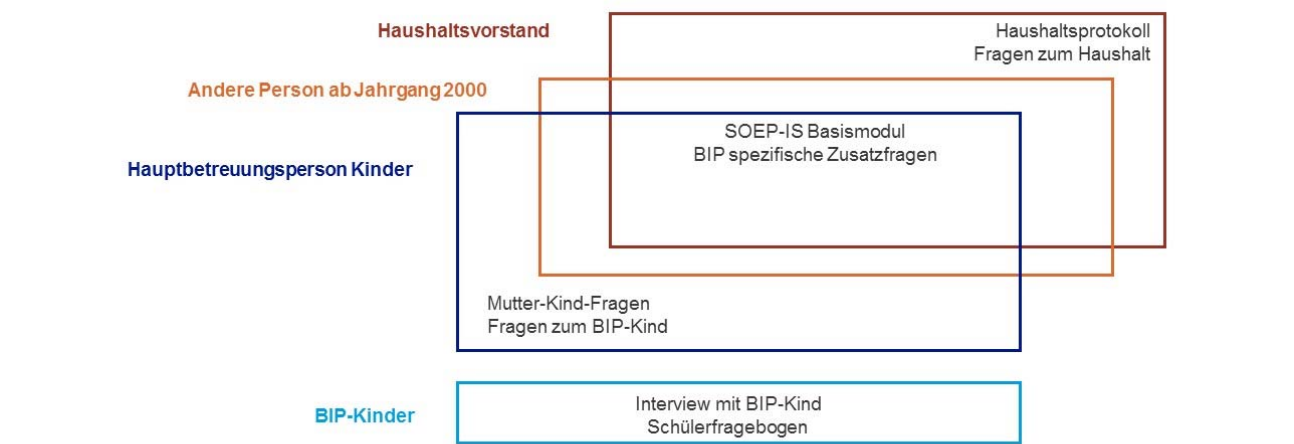 Haushaltsvorstand
Haushaltsprotokoll
Fragen zum Haushalt
Andere Person ab Jahrgang 2000
SOEP-IS Basismodul
BIP spezifische Zusatzfragen
Hauptbetreuungsperson Kinder
Mutter-Kind-Fragen
Fragen zum BIP-Kind
BIP-Kinder
Interview mit BIP-Kind
Schülerfragebogen